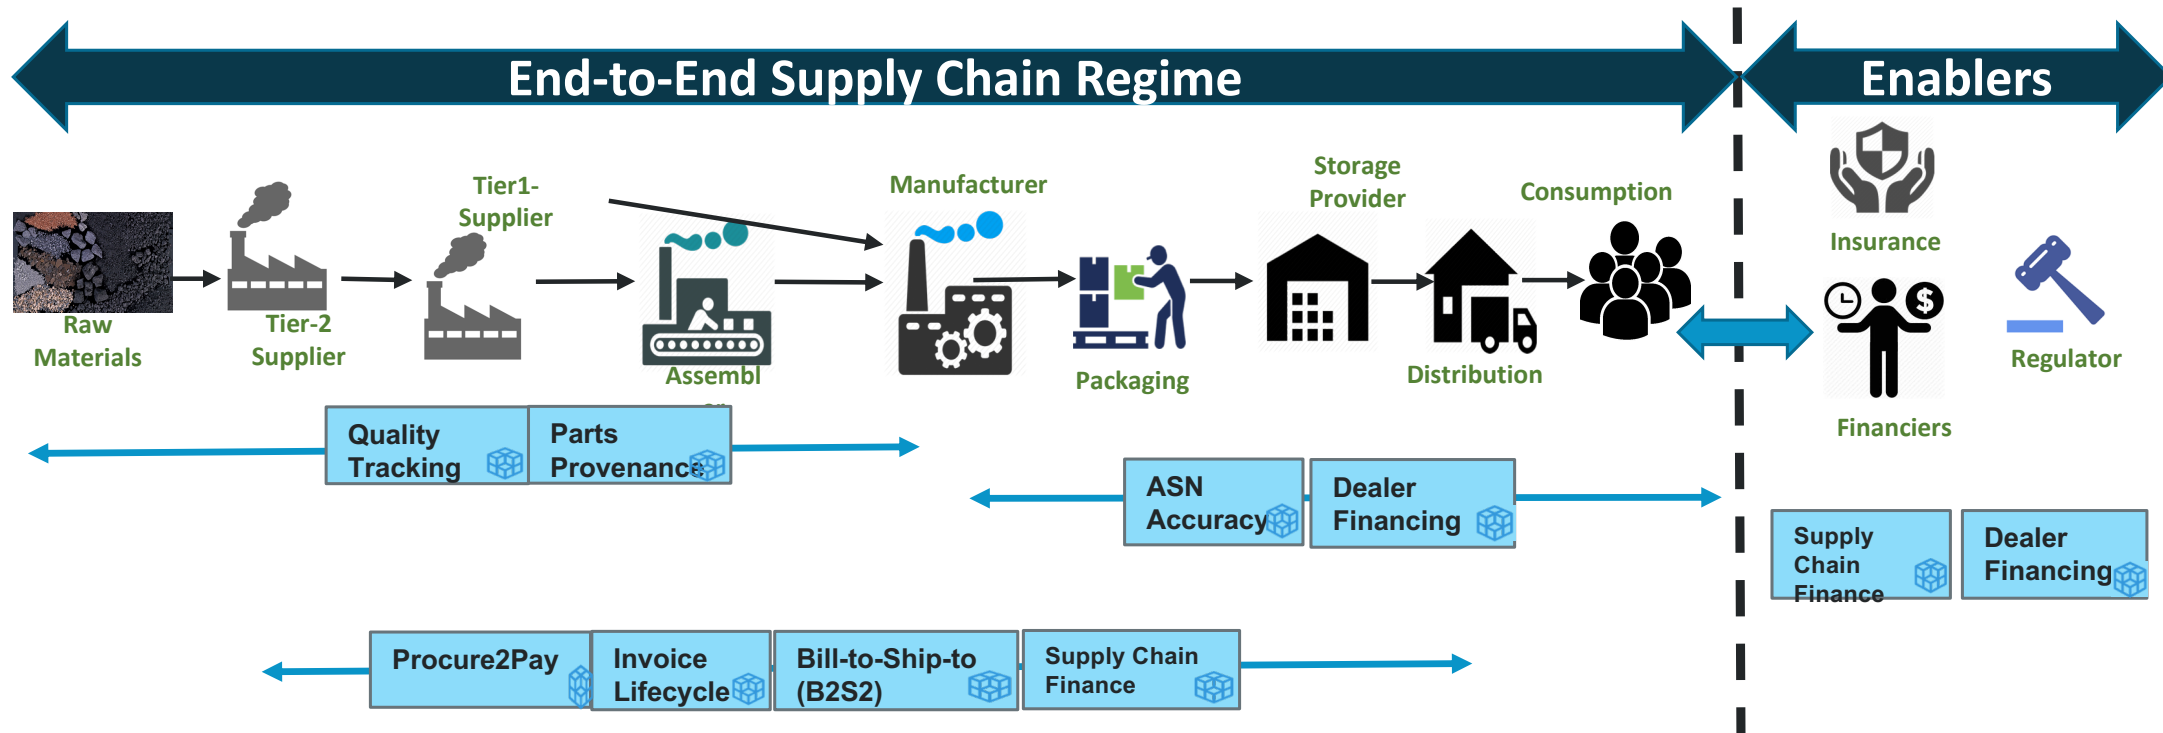 End-to-End Supply Chain Regime
Enablers
Raw
Materials
Tier-2
Supplier
Tier1-
Supplier
Assembl
Manufacturer
Packaging
Storage
Provider
Distribution
Consumption
Insurance
Financiers
Regulator
Quality
Tracking
Parts
Provenance
ASN
Accuracy
Dealer
Financing
Supply
Chain
Finance
Dealer
Financing
Procure2Pay
Invoice
Lifecycle
Bill-to-Ship-to
(B2S2)
Supply Chain
Finance